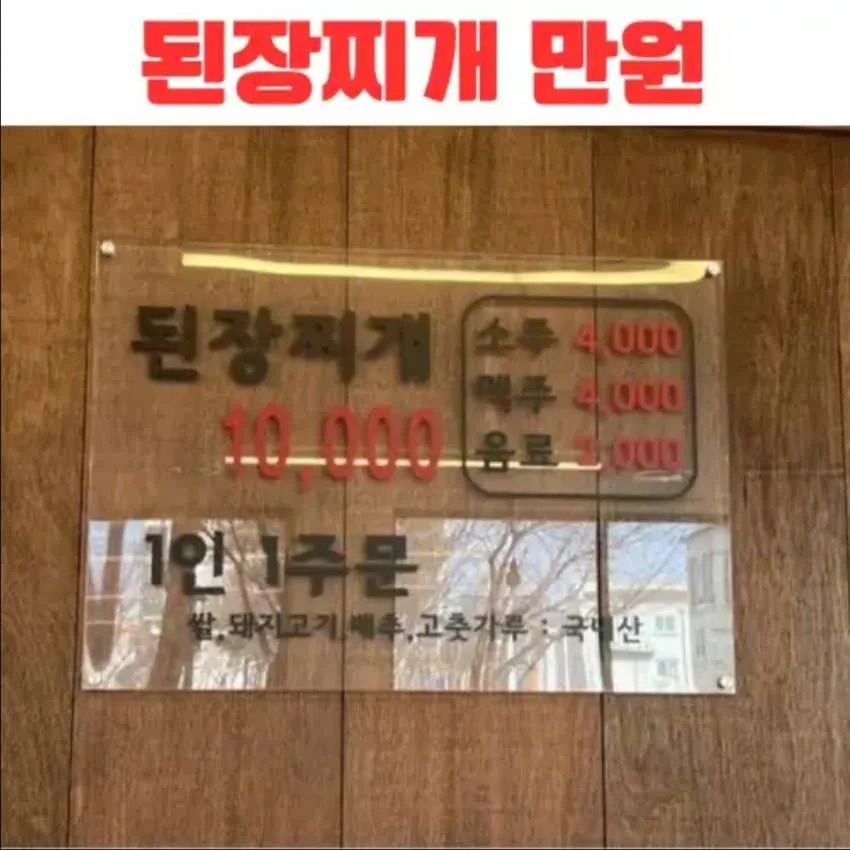 된장찌개 만원
된장찌개
10,000
소주 4,000
맥주 4,000
음료 ,000
1인 1주문
쌀,돼지고기,배추,고춧가루 : 국내산